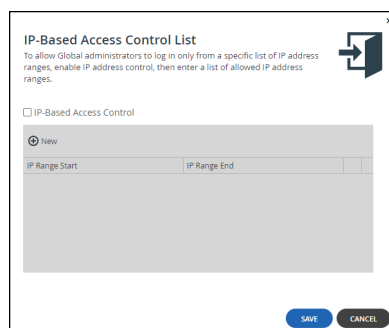 IP-Based Access Control List
To allow Global administrators to log in only from a specific list of IP address
ranges, enable IP address control, then enter a list of allowed IP address
ranges.
IP-Based Access Control
New
IP Range Start IP Range End
SAVE CANCEL